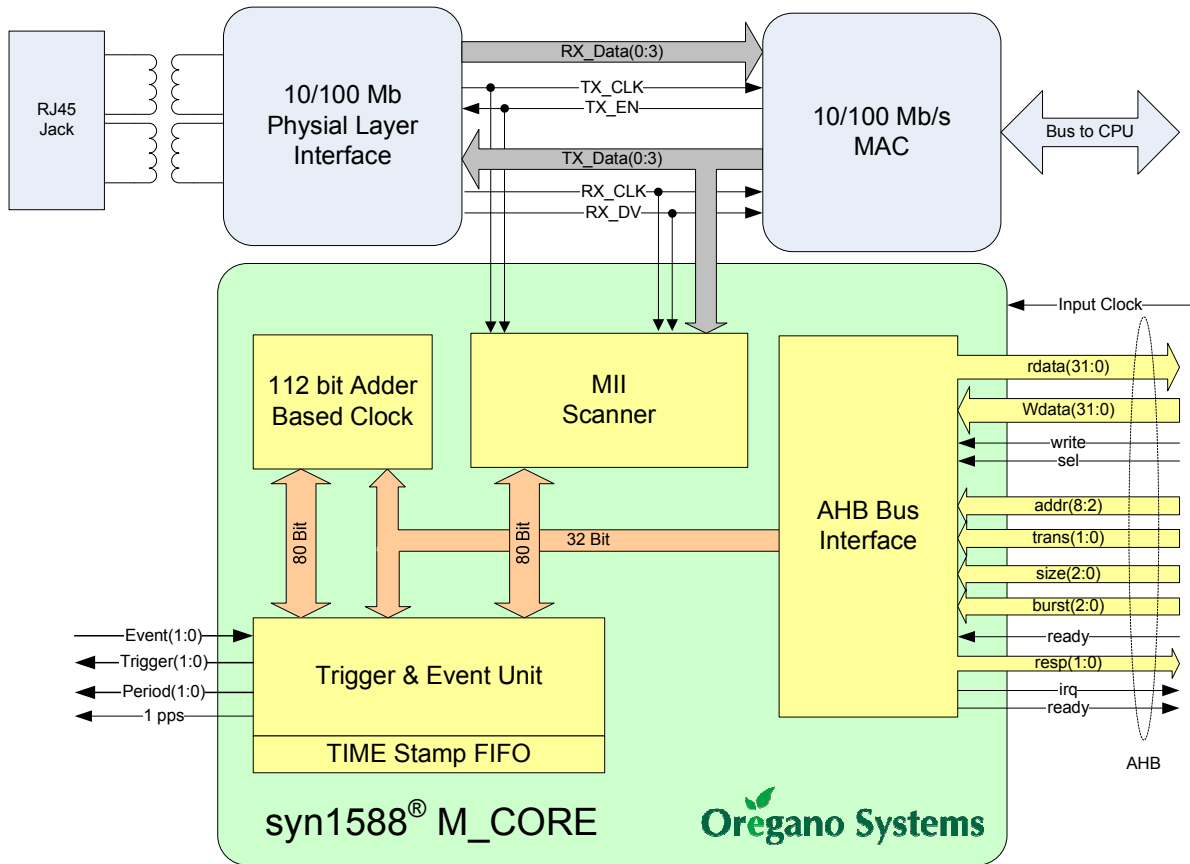 RJ45
Jack
10/100 Mb
Physial Layer
Interface
RX_Data(0:3)
TX_CLK
TX_EN
TX_Data(0:3)
RX_CLK
RX_DV
10/100 Mb/s
MAC
Bus to CPU
Input Clock
112 bit Adder
Based Clock
MII
Scanner
AHB Bus
Interface
rdata(31:0)
Wdata(31:0)
write
sel
addr(8:2)
trans(1:0)
size(2:0)
burst(2:0)
ready
resp(1:0)
irq
ready
AHB
80 Bit
32 Bit
80 Bit
Event(1:0)
Trigger(1:0)
Period(1:0)
1 pps
Trigger & Event Unit
TIME Stamp FIFO
syn1588® M_CORE
Oregano Systems